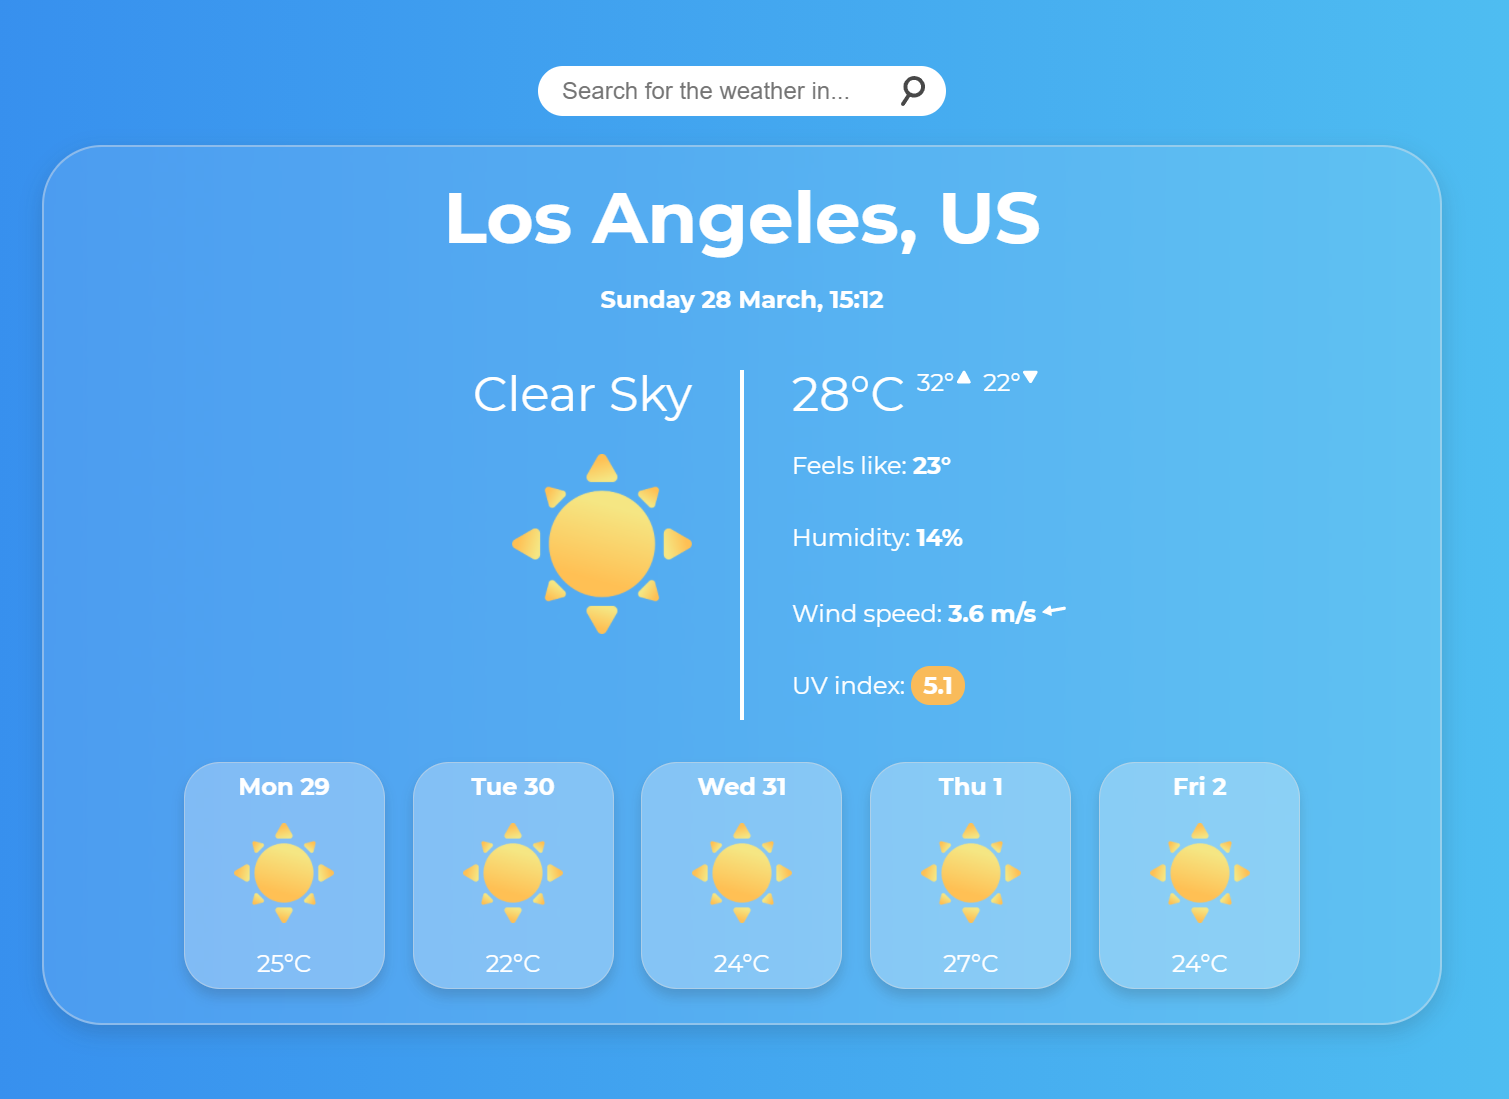 Search for the weather in...
Los Angeles, US
Sunday 28 March, 15:12
Clear Sky
28°C 32° 22°
Feels like: 23°
Humidity: 14%
Wind speed: 3.6 m/s
UV index: 5.1
Mon 29
25°C
Tue 30
22°C
Wed 31
24°C
Thu 1
27°C
Fri 2
24°C